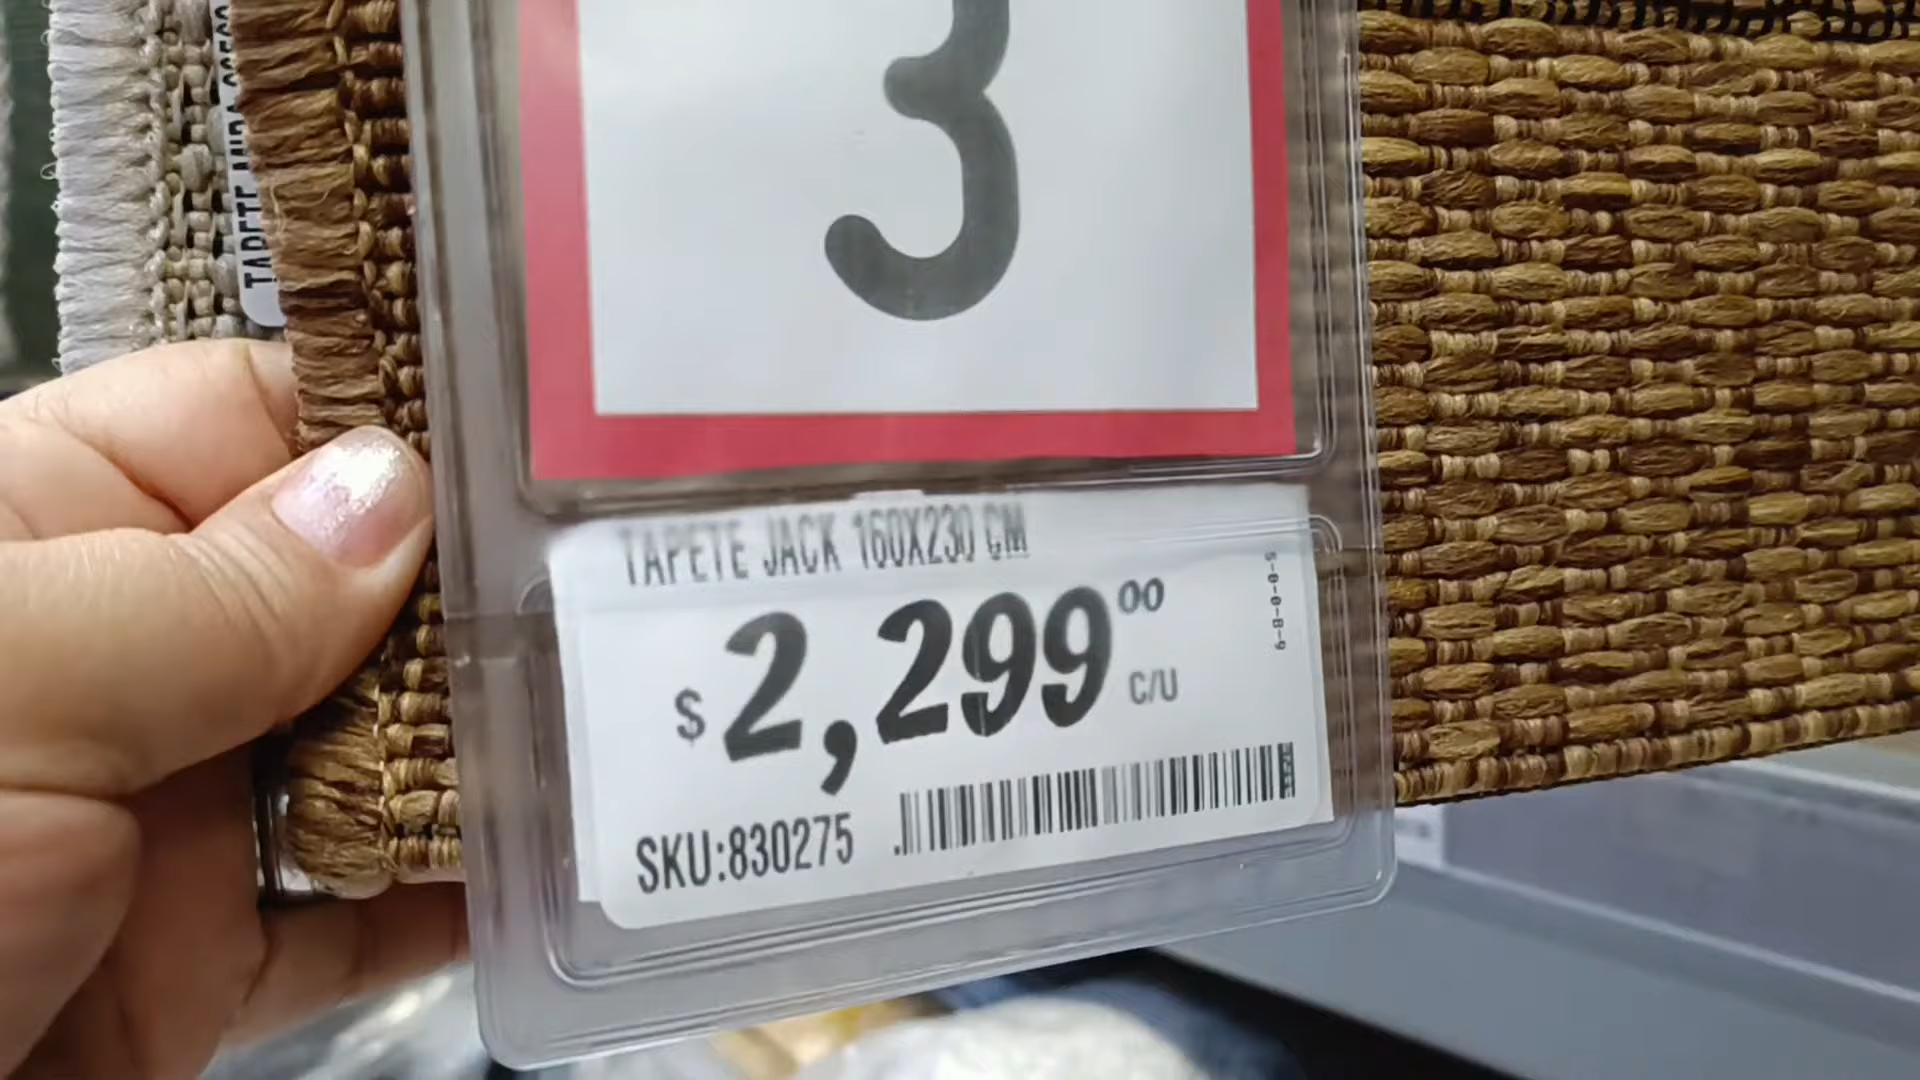 3
TAPETE JACK 160X230 CM
$2,299.00 C/U
SKU:830275
TAPETE